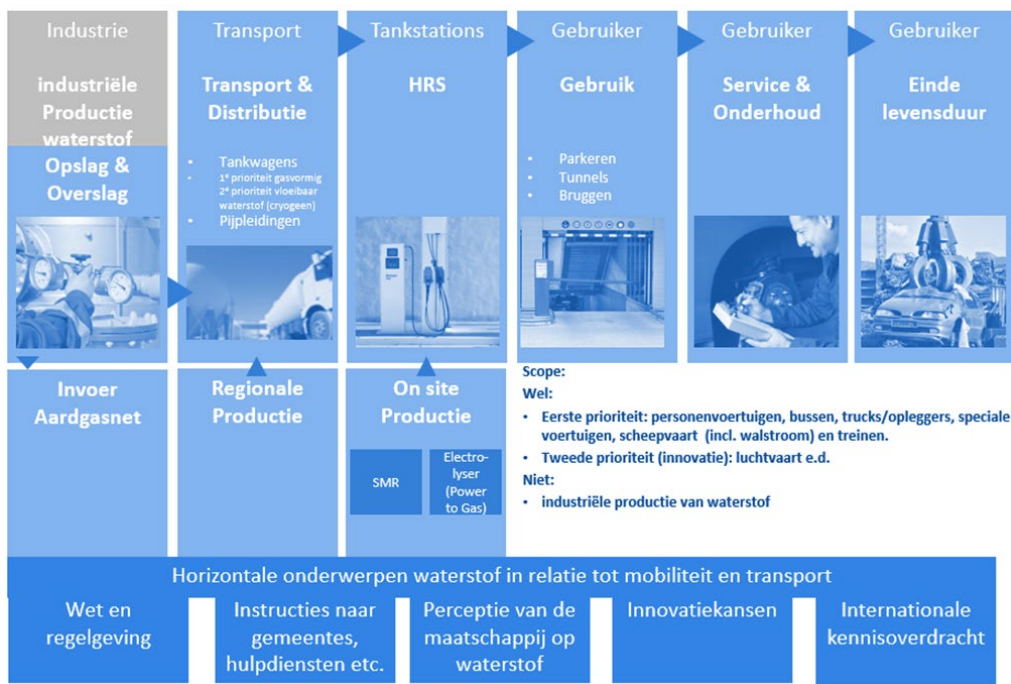 Industrie
industriële
Productie
waterstof
Opslag &
Overslag
Transport
Transport &
Distributie
• Tankwagens
• 1e prioriteit gasvormig
2e prioriteit vloeibaar
waterstof (cryogeen)
• Pijpleidingen
Tankstations
HRS
Gebruiker
Gebruik
• Parkeren
• Tunnels
• Bruggen
Gebruiker
Service &
Onderhoud
Gebruiker
Einde
levensduur
Invoer
Aardgasnet
Regionale
Productie
On site
Productie
SMR
Electro-
lyser
(Power
to Gas)
Scope:
Wel:
• Eerste prioriteit: personenvoertuigen, bussen, trucks/opleggers, speciale
voertuigen, scheepvaart (incl. walstroom) en treinen.
• Tweede prioriteit (innovatie): luchtvaart e.d.
Niet:
• industriële productie van waterstof
Horizontale onderwerpen waterstof in relatie tot mobiliteit en transport
Wet en
regelgeving
Instructies naar
gemeentes,
hulpdiensten etc.
Perceptie van de
maatschappij op
waterstof
Innovatiekansen
Internationale
kennisoverdracht